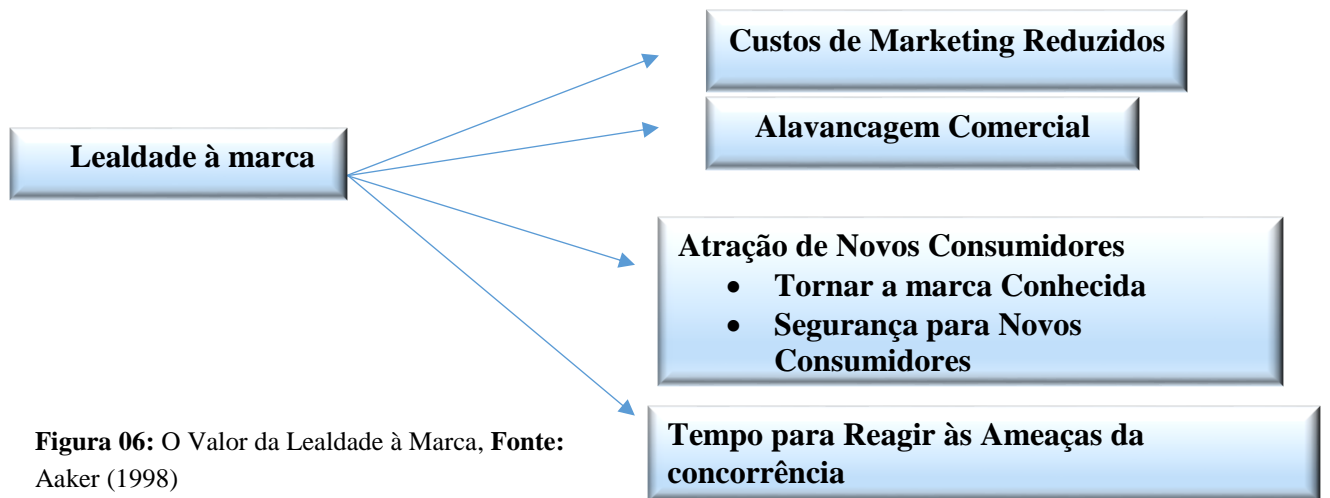 Custos de Marketing Reduzidos
Alavancagem Comercial
Lealdade à marca
Atração de Novos Consumidores
• Tornar a marca Conhecida
• Segurança para Novos
Consumidores
Tempo para Reagir às Ameaças da
concorrência
Figura 06: O Valor da Lealdade à Marca, Fonte:
Aaker (1998)